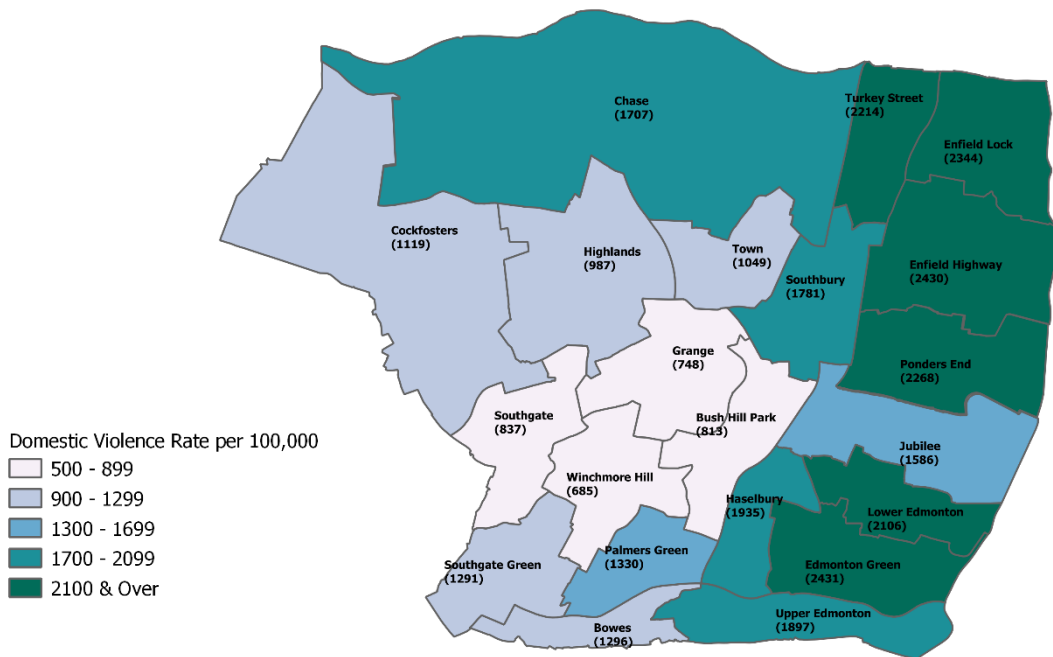 Chase
(1707)
Turkey Street
(2214)
Enfield Lock
(2344)
Cockfosters
(1119)
Highlands
(987)
Town
(1049)
Southbury
(1781)
Enfield Highway
(2430)
Grange
(748)
Ponders End
(2268)
Southgate
(837)
Bush Hill Park
(813)
Jubilee
(1586)
Winchmore Hill
(685)
Haselbury
(1935)
Lower Edmonton
(2106)
Southgate Green
(1291)
Palmers Green
(1330)
Edmonton Green
(2431)
Bowes
(1296)
Upper Edmonton
(1897)
Domestic Violence Rate per 100,000
500 - 899
900 - 1299
1300 - 1699
1700 - 2099
2100 & Over